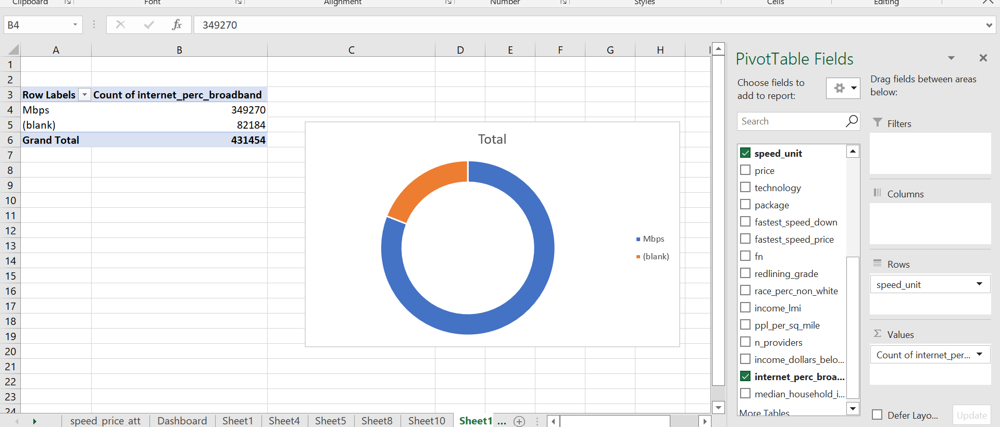 Clipboard Font Alignment Number Styles Cells Editing
B4 fx 349270
A B C D E F G H
1
2
3 Row Labels Count of internet_perc_broadband
4 Mbps 349270
5 (blank) 82184
6 Grand Total 431454
7
8
9
10
11
12
13
14
15
16
17
18
19
20
21
22
23
24
Total
Mbps
(blank)
speed_price_att Dashboard Sheet1 Sheet4 Sheet5 Sheet8 Sheet10 Sheet1 ...
PivotTable Fields
Choose fields to
add to report:
Search
speed_unit
price
technology
package
fastest_speed_down
fastest_speed_price
fn
redlining_grade
race_perc_non_white
income_lmi
ppl_per_sq_mile
n_providers
income_dollars_belo...
internet_perc_broa...
median_household_i...
More Tables
Drag fields between areas
below:
Filters
Columns
Rows
speed_unit
Σ Values
Count of internet_per...
Defer Layo... Update